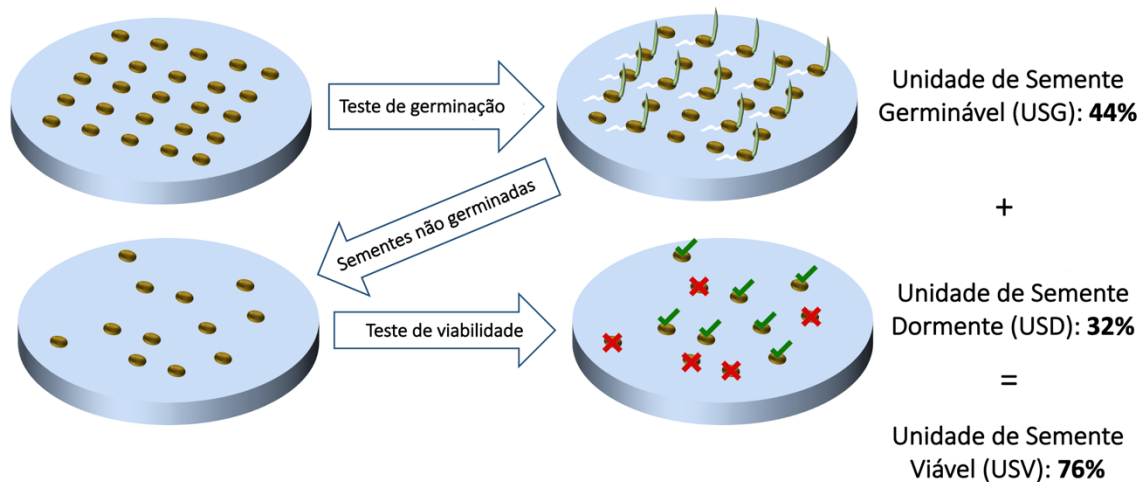 Teste de germinação
Unidade de Semente
Germinável (USG): 44%
+
Sementes não germinadas
Teste de viabilidade
Unidade de Semente
Dormente (USD): 32%
=
Unidade de Semente
Viável (USV): 76%